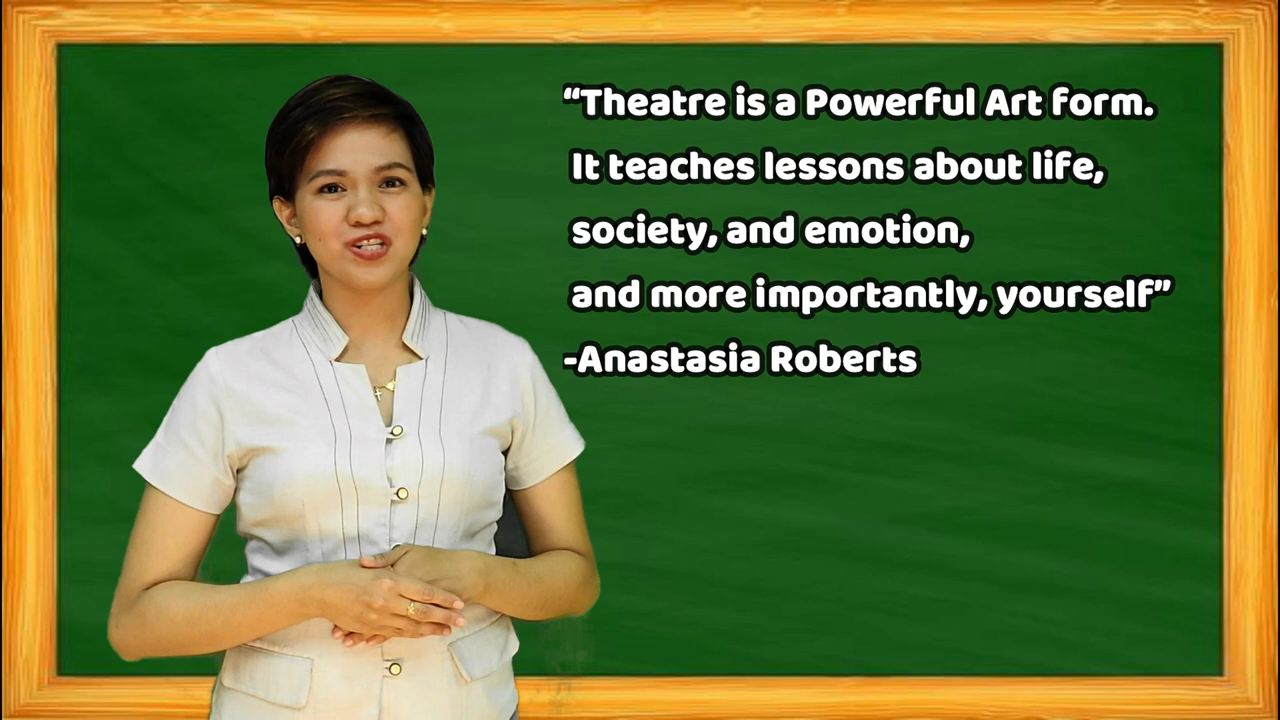 “Theatre is a Powerful Art form.
It teaches lessons about life,
society, and emotion,
and more importantly, yourself”
-Anastasia Roberts